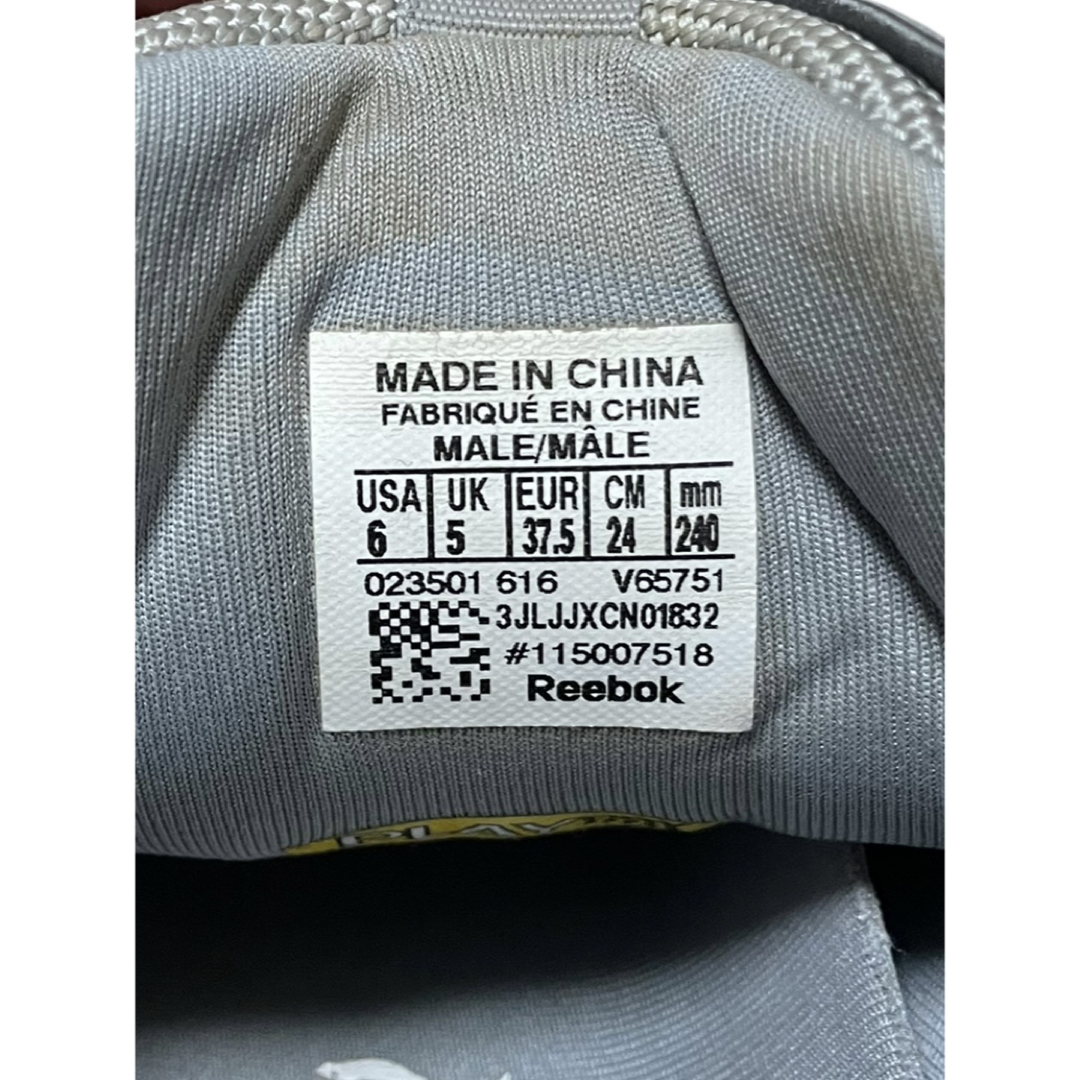 MADE IN CHINA
FABRIQUÉ EN CHINE
MALE/MÂLE
USA UK EUR CM mm
6 5 37.5 24 240
023501 616 V65751
3JLJJXCN01832
#115007518
Reebok